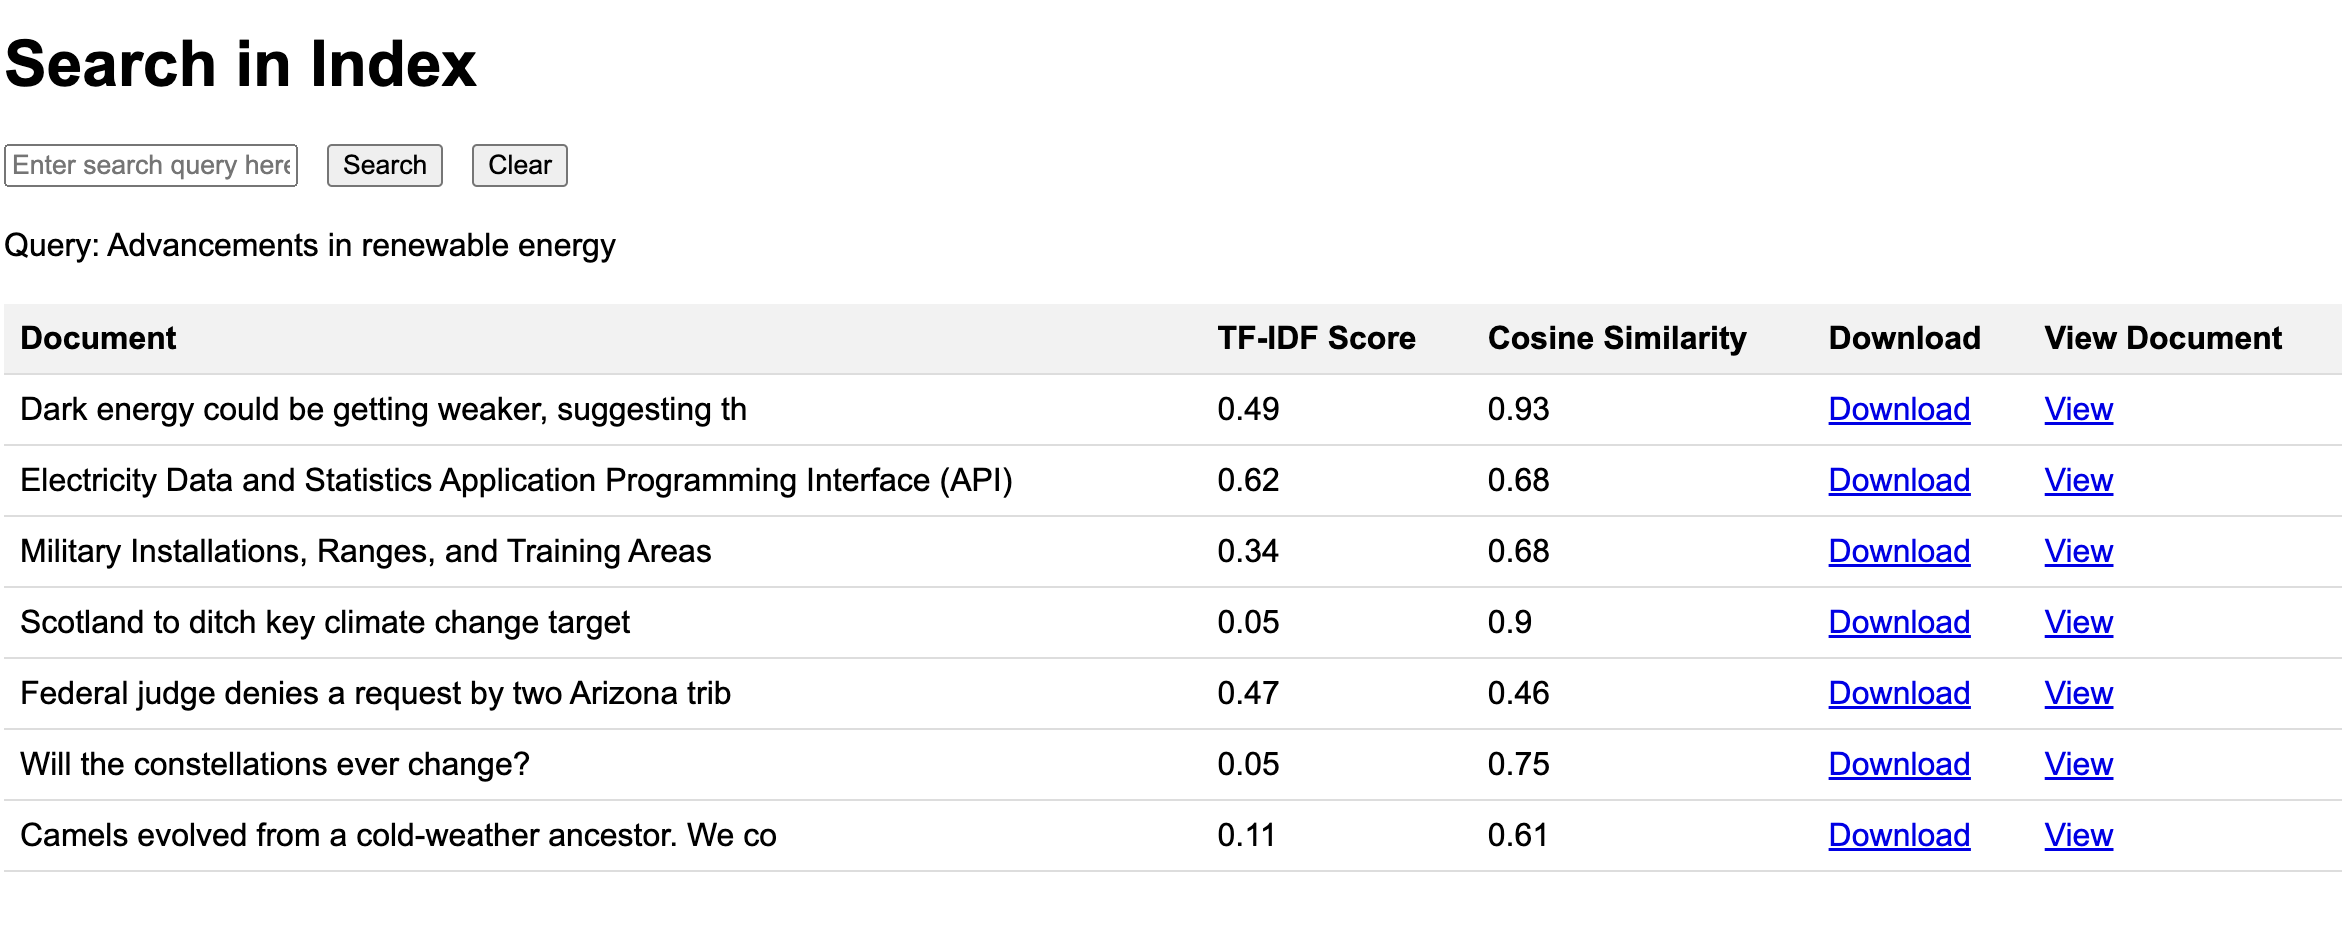 Search in Index
Enter search query here Search Clear
Query: Advancements in renewable energy
Document TF-IDF Score Cosine Similarity Download View Document
Dark energy could be getting weaker, suggesting th 0.49 0.93 Download View
Electricity Data and Statistics Application Programming Interface (API) 0.62 0.68 Download View
Military Installations, Ranges, and Training Areas 0.34 0.68 Download View
Scotland to ditch key climate change target 0.05 0.9 Download View
Federal judge denies a request by two Arizona trib 0.47 0.46 Download View
Will the constellations ever change? 0.05 0.75 Download View
Camels evolved from a cold-weather ancestor. We co 0.11 0.61 Download View